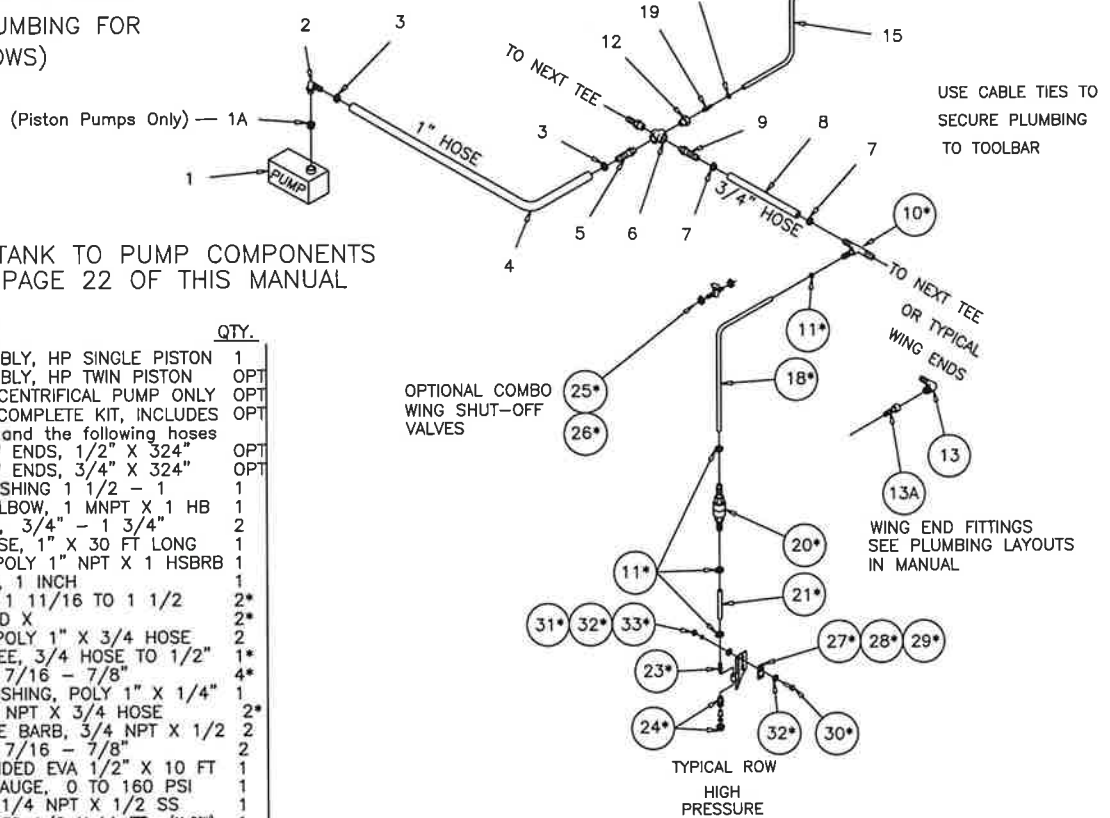 UMBING FOR
OWS)
(Piston Pumps Only) — 1A
1
PUMP
2
3
1" HOSE
4
3
5
6
7
TO NEXT TEE
12
19
15
9
8
7
3/4" HOSE
10*
USE CABLE TIES TO
SECURE PLUMBING
TO TOOLBAR
TO NEXT TEE
OR TYPICAL
WING ENDS
TANK TO PUMP COMPONENTS
PAGE 22 OF THIS MANUAL
11*
18*
OPTIONAL COMBO
WING SHUT-OFF
VALVES
25*
26*
13
13A
WING END FITTINGS
SEE PLUMBING LAYOUTS
IN MANUAL
20*
11*
21*
31* 32* 33*
27* 28* 29*
23*
24*
32* 30*
TYPICAL ROW
HIGH
PRESSURE
QTY.
BLY, HP SINGLE PISTON 1
BLY, HP TWIN PISTON OPT
CENTRIFICAL PUMP ONLY OPT
COMPLETE KIT, INCLUDES OPT
and the following hoses
ENDS, 1/2" X 324" OPT
ENDS, 3/4" X 324" OPT
SHING 1 1/2 - 1 1
LBOW, 1 MNPT X 1 HB 1
, 3/4" - 1 3/4" 2
SE, 1" X 30 FT LONG 1
POLY 1" NPT X 1 HSBRB 1
, 1 INCH 1
1 11/16 TO 1 1/2 2*
D X 2*
POLY 1" X 3/4 HOSE 2
EE, 3/4 HOSE TO 1/2" 1*
7/16 - 7/8" 4*
SHING, POLY 1" X 1/4" 1
NPT X 3/4 HOSE 2*
E BARB, 3/4 NPT X 1/2 2
7/16 - 7/8" 2
DED EVA 1/2" X 10 FT 1
AUGE, 0 TO 160 PSI 1
1/4 NPT X 1/2 SS 1